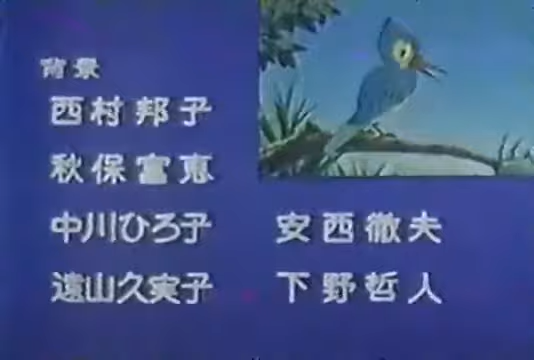 背景
西村邦子
秋保富恵
中川ひろ子 安西徹夫
遠山久実子 下野哲人